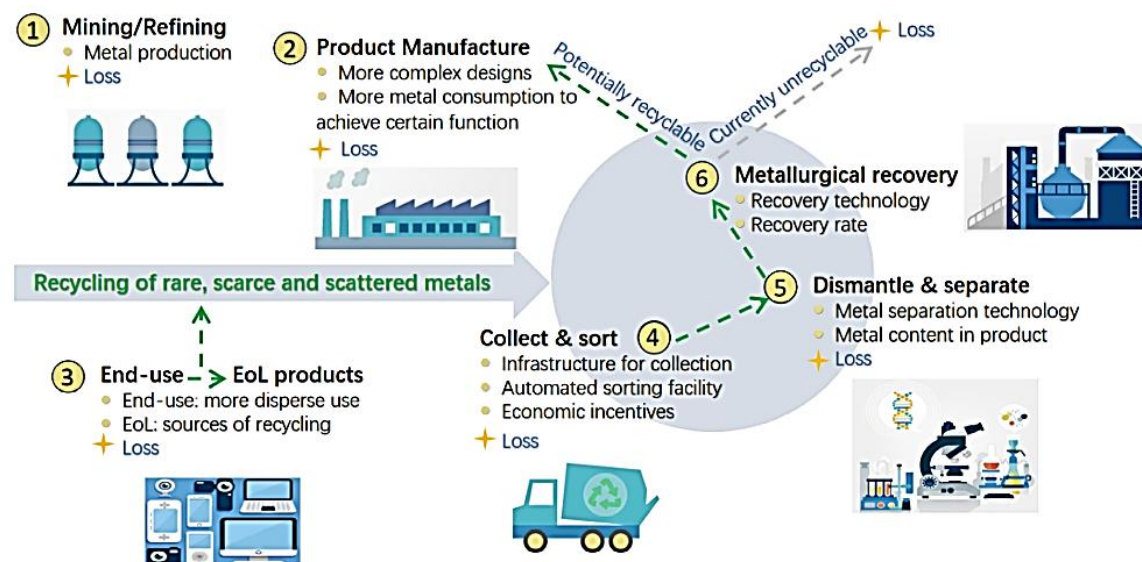 1 Mining/Refining
Metal production
Loss
2 Product Manufacture
More complex designs
More metal consumption to
achieve certain function
Loss
Potentially recyclable
Currently unrecyclable
Loss
6 Metallurgical recovery
Recovery technology
Recovery rate
Recycling of rare, scarce and scattered metals
5 Dismantle & separate
Metal separation technology
Metal content in product
Loss
Collect & sort 4
Infrastructure for collection
Automated sorting facility
Economic incentives
Loss
3 End-use EoL products
End-use: more disperse use
EoL: sources of recycling
Loss